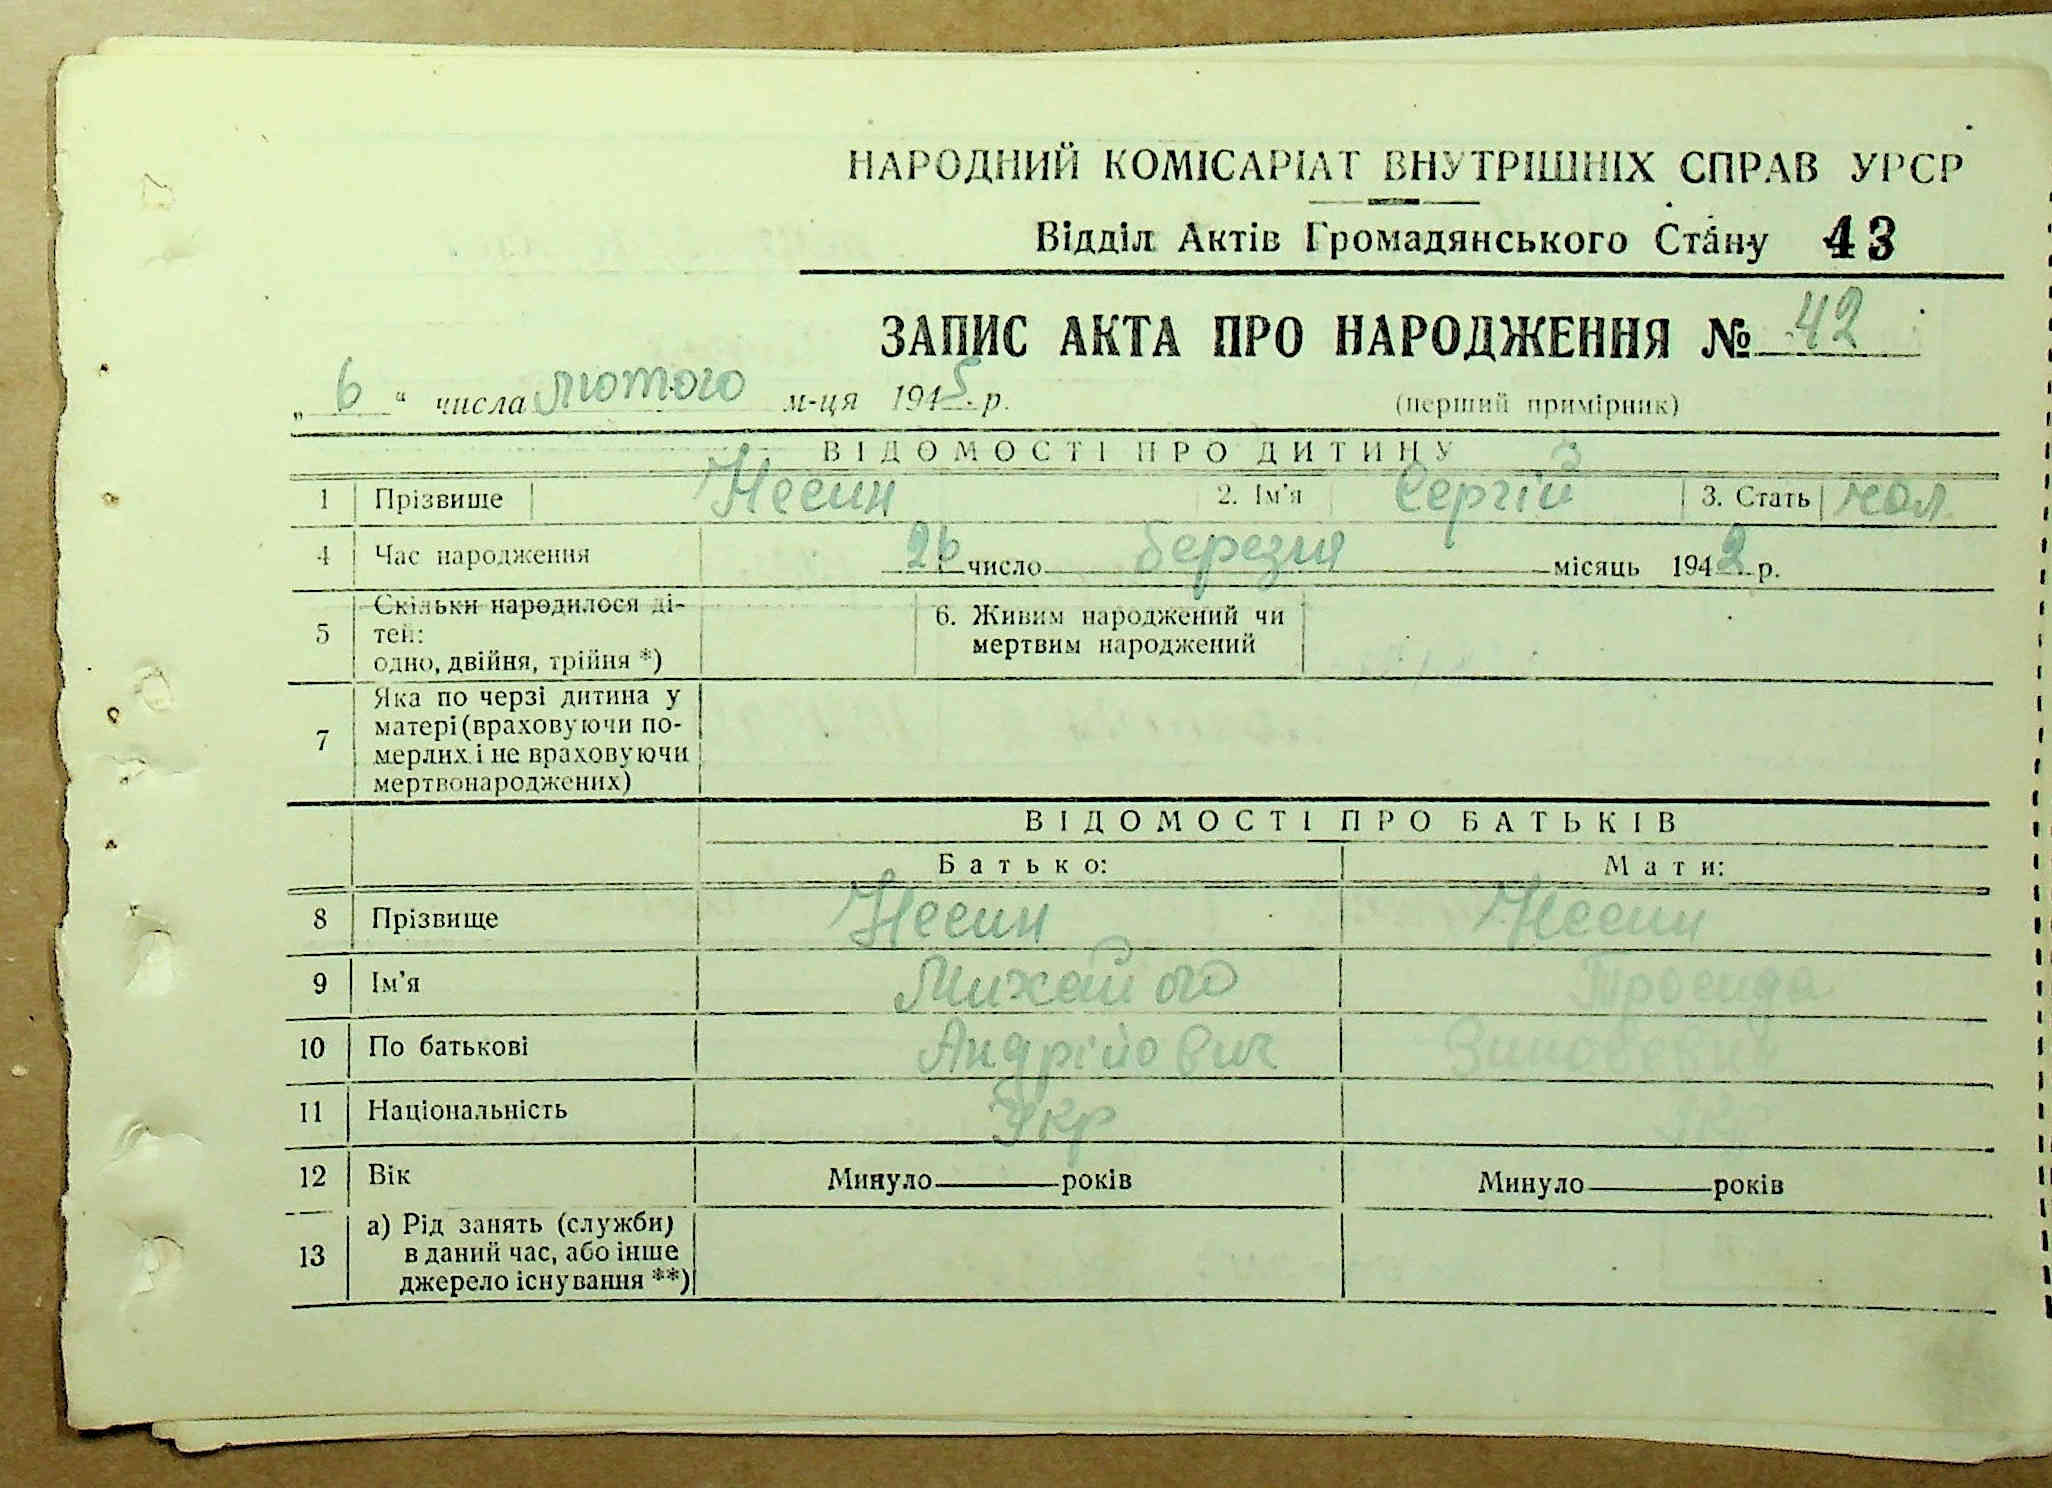 НАРОДНИЙ КОМІСАРІАТ ВНУТРІШНІХ СПРАВ УРСР
Відділ Актів Громадянського Стану 43
ЗАПИС АКТА ПРО НАРОДЖЕННЯ № 42
„ 6 “ числа лютого м-ця 1945 р. (перший примірник)
ВІДОМОСТІ ПРО ДИТИНУ
1 Прізвище Несин 2. Ім'я Сергій 3. Стать чол.
4 Час народження 26 число березня місяць 1942 р.
5 Скільки народилося ді-
тей:
одно, двійня, трійня *)
6. Живим народжений чи
мертвим народжений
7 Яка по черзі дитина у
матері (враховуючи по-
мерлих і не враховуючи
мертвонароджених)
ВІДОМОСТІ ПРО БАТЬКІВ
Батько: Мати:
8 Прізвище Несин Несин
9 Ім'я Михайло
10 По батькові Андрійович
11 Національність Укр Укр
12 Вік Минуло років Минуло років
13 а) Рід занять (служби)
в даний час, або інше
джерело існування **)